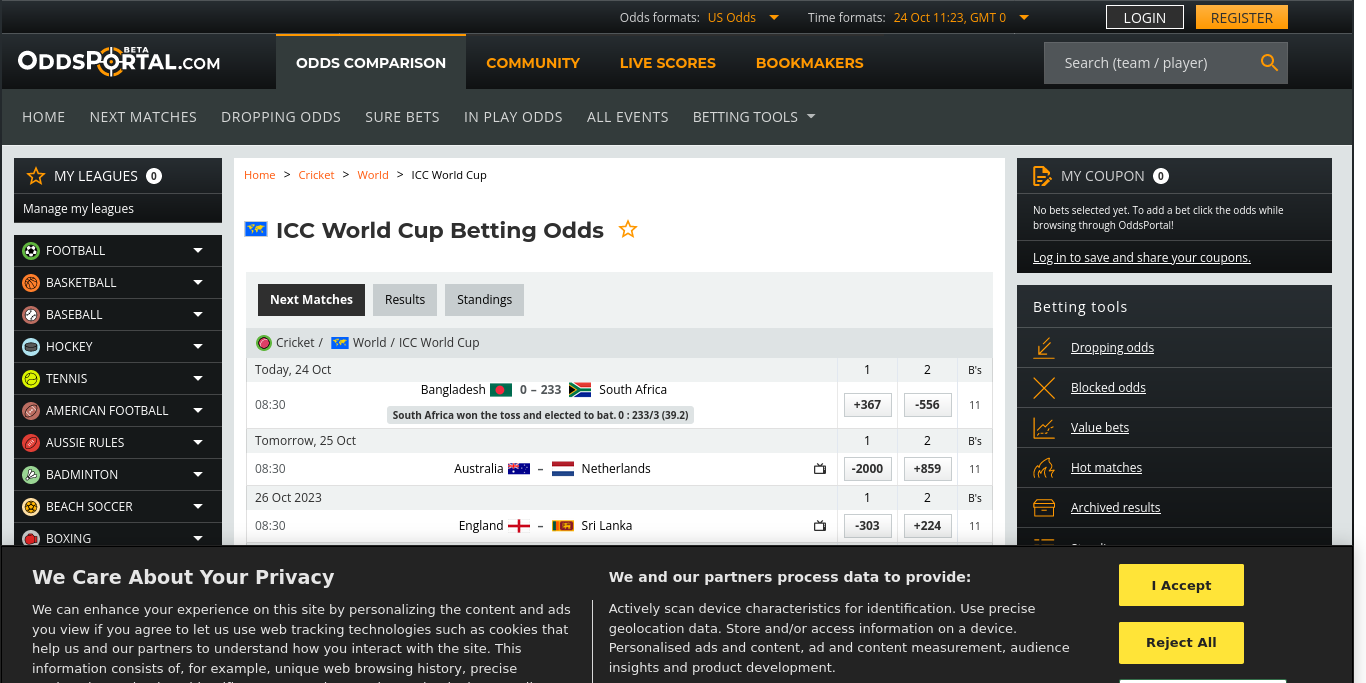 Odds formats: US Odds Time formats: 24 Oct 11:23, GMT 0 LOGIN REGISTER
ODDSPORTAL.COM BETA
ODDS COMPARISON COMMUNITY LIVE SCORES BOOKMAKERS Search (team / player)
HOME NEXT MATCHES DROPPING ODDS SURE BETS IN PLAY ODDS ALL EVENTS BETTING TOOLS
MY LEAGUES 0
Manage my leagues
FOOTBALL
BASKETBALL
BASEBALL
HOCKEY
TENNIS
AMERICAN FOOTBALL
AUSSIE RULES
BADMINTON
BEACH SOCCER
BOXING
Home > Cricket > World > ICC World Cup
ICC World Cup Betting Odds
Next Matches Results Standings
Cricket / World / ICC World Cup
Today, 24 Oct 1 2 B's
Bangladesh 0 – 233 South Africa
08:30 +367 -556 11
South Africa won the toss and elected to bat. 0 : 233/3 (39.2)
Tomorrow, 25 Oct 1 2 B's
08:30 Australia – Netherlands -2000 +859 11
26 Oct 2023 1 2 B's
08:30 England – Sri Lanka -303 +224 11
MY COUPON 0
No bets selected yet. To add a bet click the odds while
browsing through OddsPortal!
Log in to save and share your coupons.
Betting tools
Dropping odds
Blocked odds
Value bets
Hot matches
Archived results
We Care About Your Privacy
We can enhance your experience on this site by personalizing the content and ads
you view if you agree to let us use web tracking technologies such as cookies that
help us and our partners to understand how you interact with the site. This
information consists of, for example, unique web browsing history, precise
We and our partners process data to provide:
Actively scan device characteristics for identification. Use precise
geolocation data. Store and/or access information on a device.
Personalised ads and content, ad and content measurement, audience
insights and product development.
I Accept
Reject All